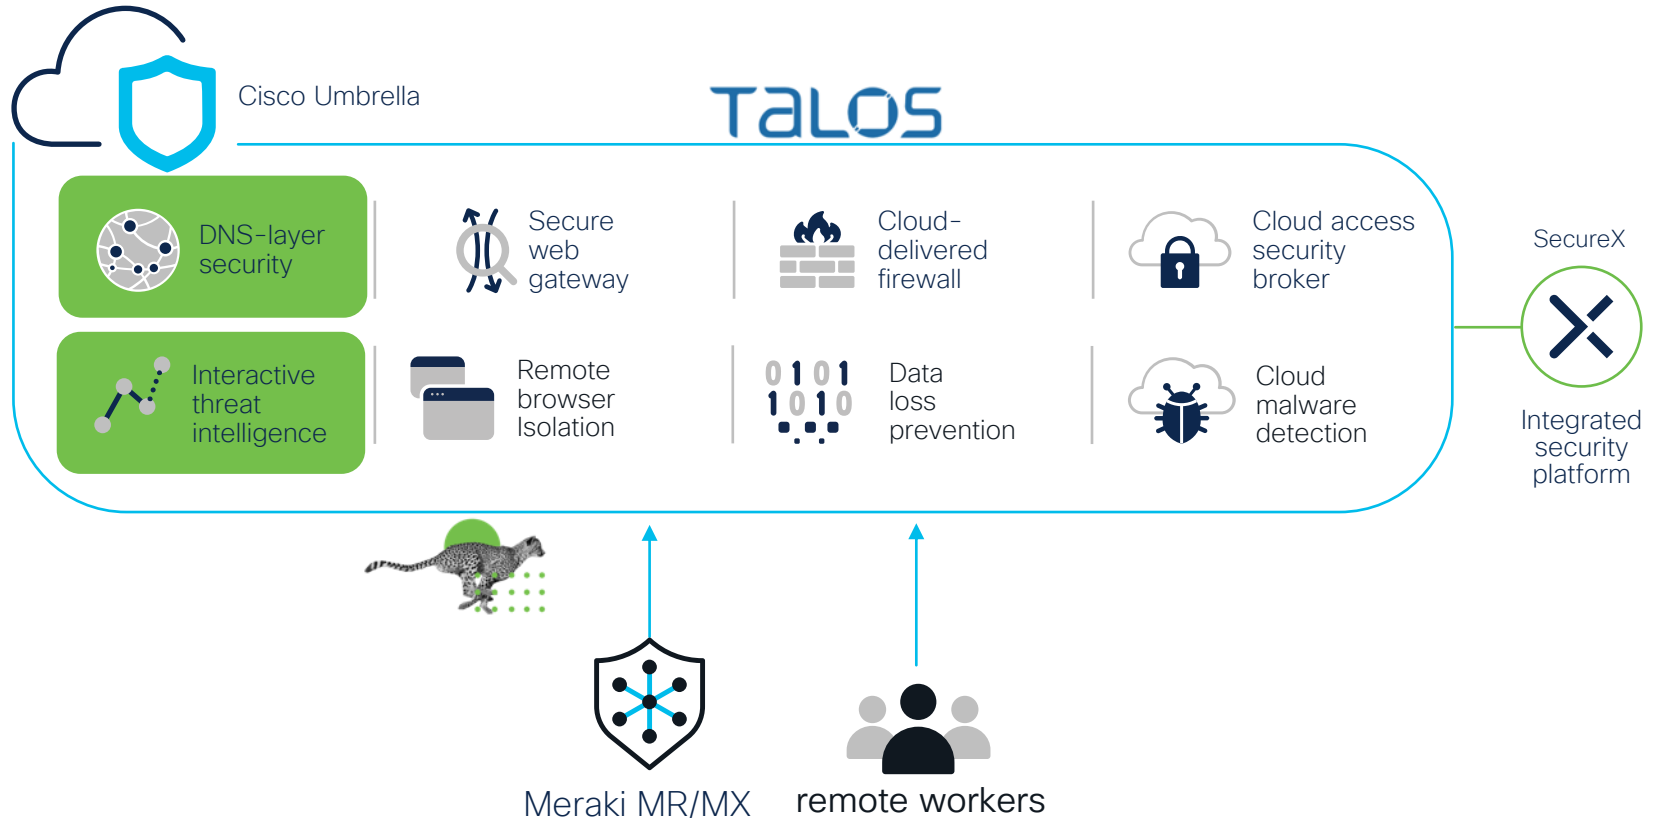 Cisco Umbrella
TALOS
DNS-layer
security
Secure
web
gateway
Cloud-
delivered
firewall
Cloud access
security
broker
Interactive
threat
intelligence
Remote
browser
Isolation
0101
1010
Data
loss
prevention
Cloud
malware
detection
SecureX
Integrated
security
platform
Meraki MR/MX
remote workers